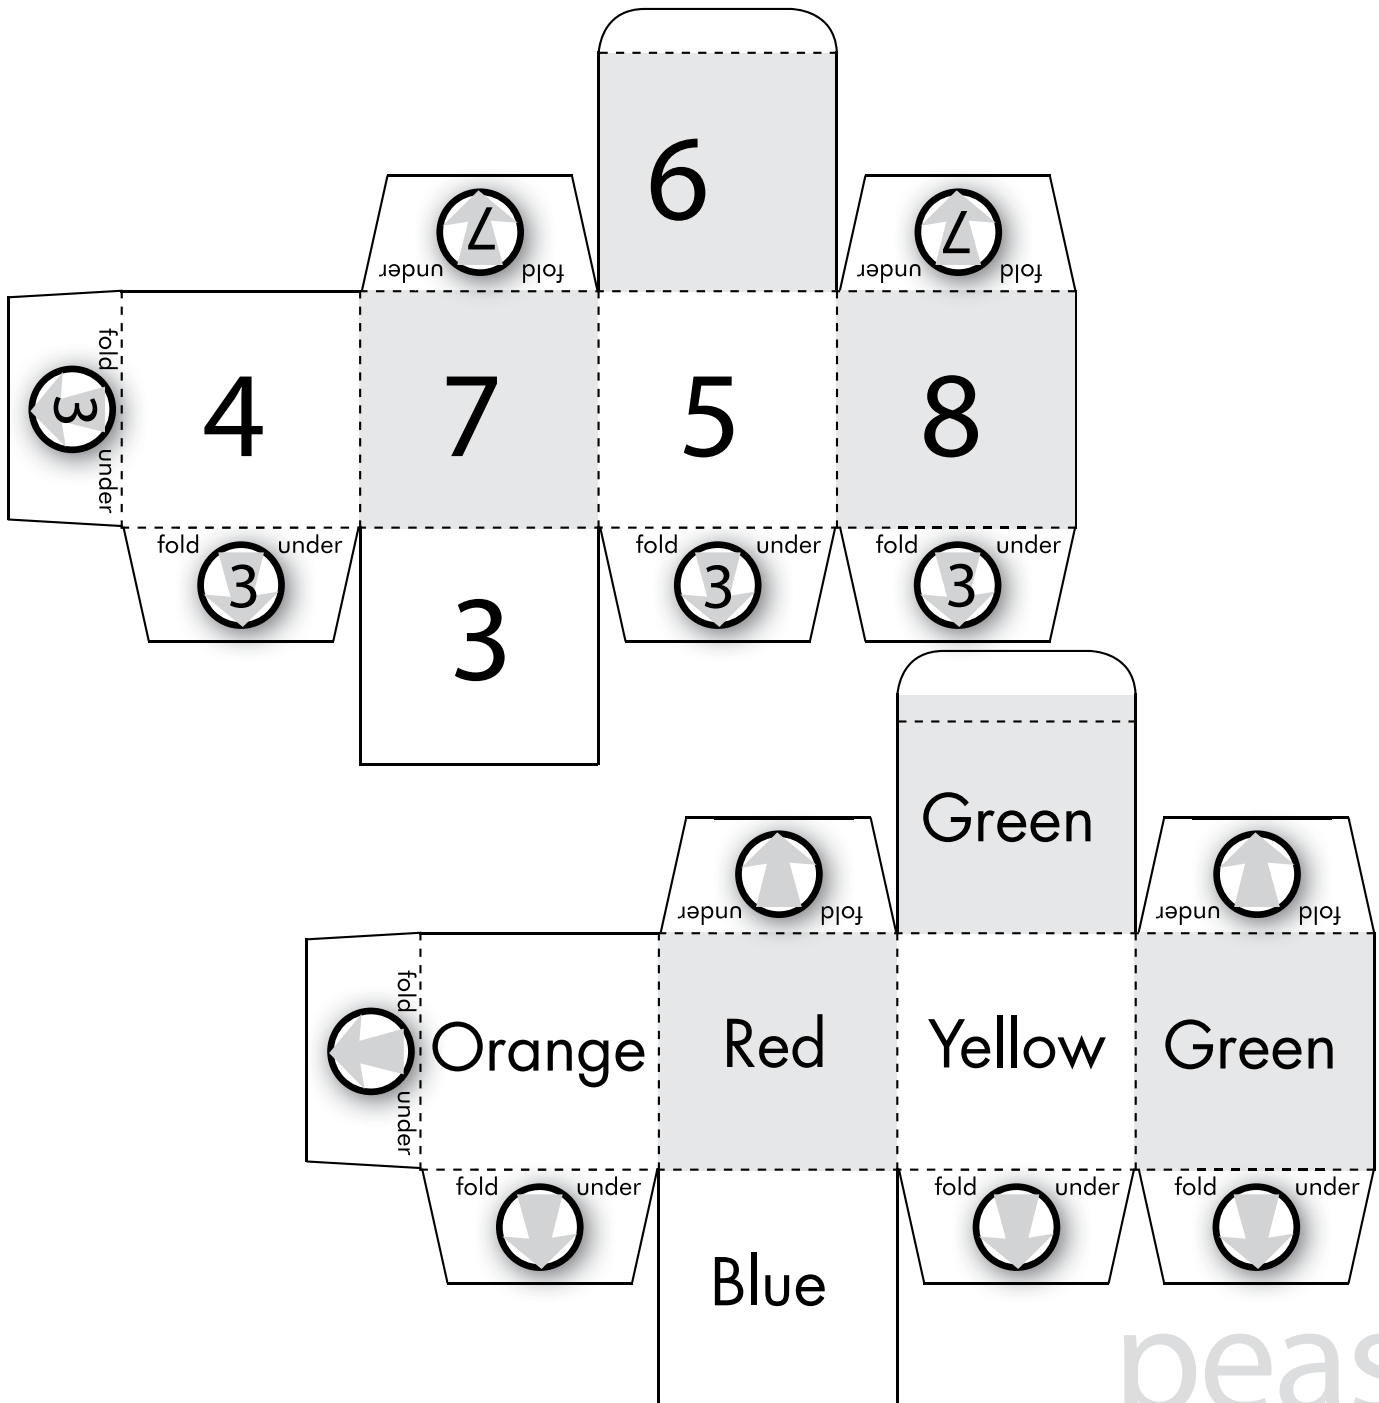 6
7
under fold
7
under fold
fold
3
under
4
7
5
8
fold under
3
fold under
3
fold under
3
3
Green
under fold
under fold
fold
under
Orange
Red
Yellow
Green
fold under
fold under
fold under
Blue
peas